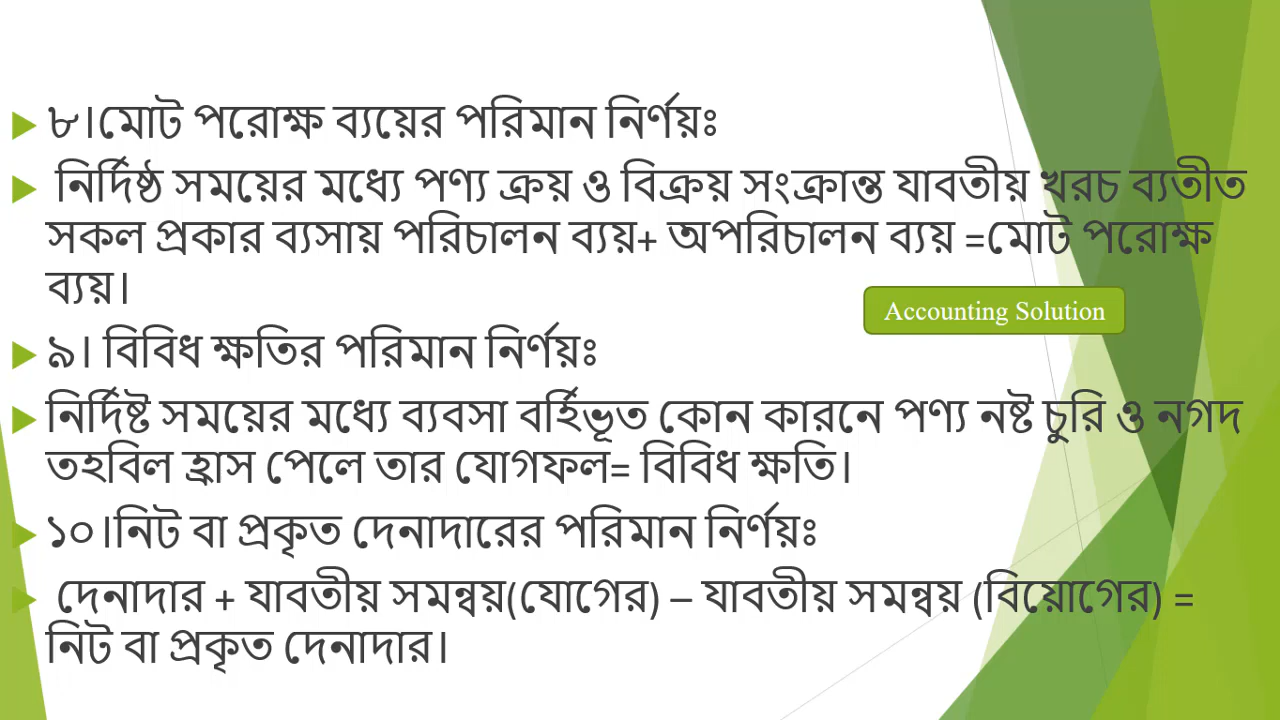 ৮।মোট পরোক্ষ ব্যয়ের পরিমান নির্ণয়ঃ
নির্দিষ্ঠ সময়ের মধ্যে পণ্য ক্রয় ও বিক্রয় সংক্রান্ত যাবতীয় খরচ ব্যতীত
সকল প্রকার ব্যসায় পরিচালন ব্যয়+ অপরিচালন ব্যয় =মোট পরোক্ষ
ব্যয়।
Accounting Solution
৯। বিবিধ ক্ষতির পরিমান নির্ণয়ঃ
নির্দিষ্ট সময়ের মধ্যে ব্যবসা বর্হিভূত কোন কারনে পণ্য নষ্ট চুরি ও নগদ
তহবিল হ্রাস পেলে তার যোগফল= বিবিধ ক্ষতি।
১০।নিট বা প্রকৃত দেনাদারের পরিমান নির্ণয়ঃ
দেনাদার + যাবতীয় সমন্বয়(যোগের) – যাবতীয় সমন্বয় (বিয়োগের) =
নিট বা প্রকৃত দেনাদার।